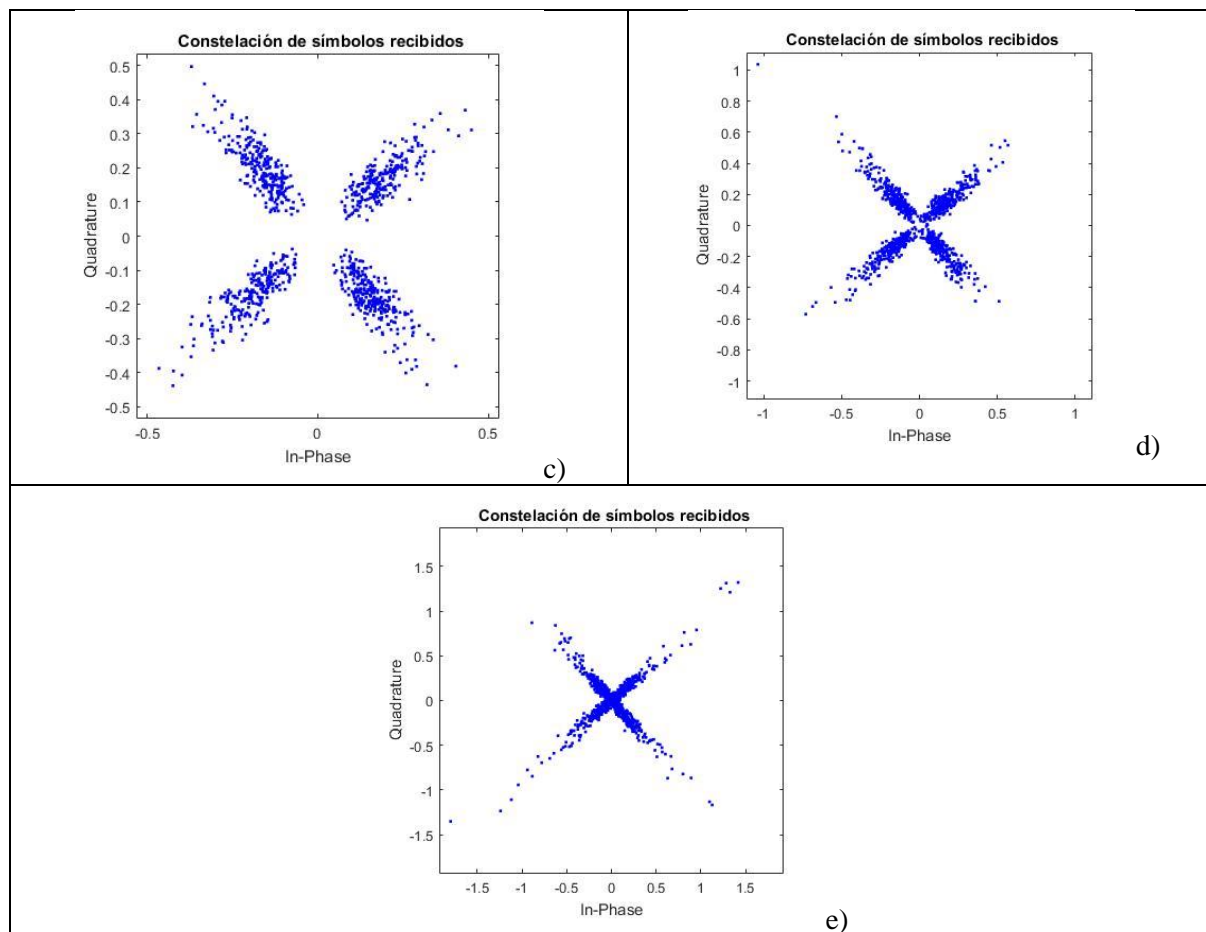 Constelación de símbolos recibidos
0.5
0.4
0.3
0.2
0.1
0
-0.1
-0.2
-0.3
-0.4
-0.5
Quadrature
-0.5 0 0.5
In-Phase
c)
Constelación de símbolos recibidos
1
0.8
0.6
0.4
0.2
0
-0.2
-0.4
-0.6
-0.8
-1
Quadrature
-1 -0.5 0 0.5 1
In-Phase
d)
Constelación de símbolos recibidos
1.5
1
0.5
0
-0.5
-1
-1.5
Quadrature
-1.5 -1 -0.5 0 0.5 1 1.5
In-Phase
e)